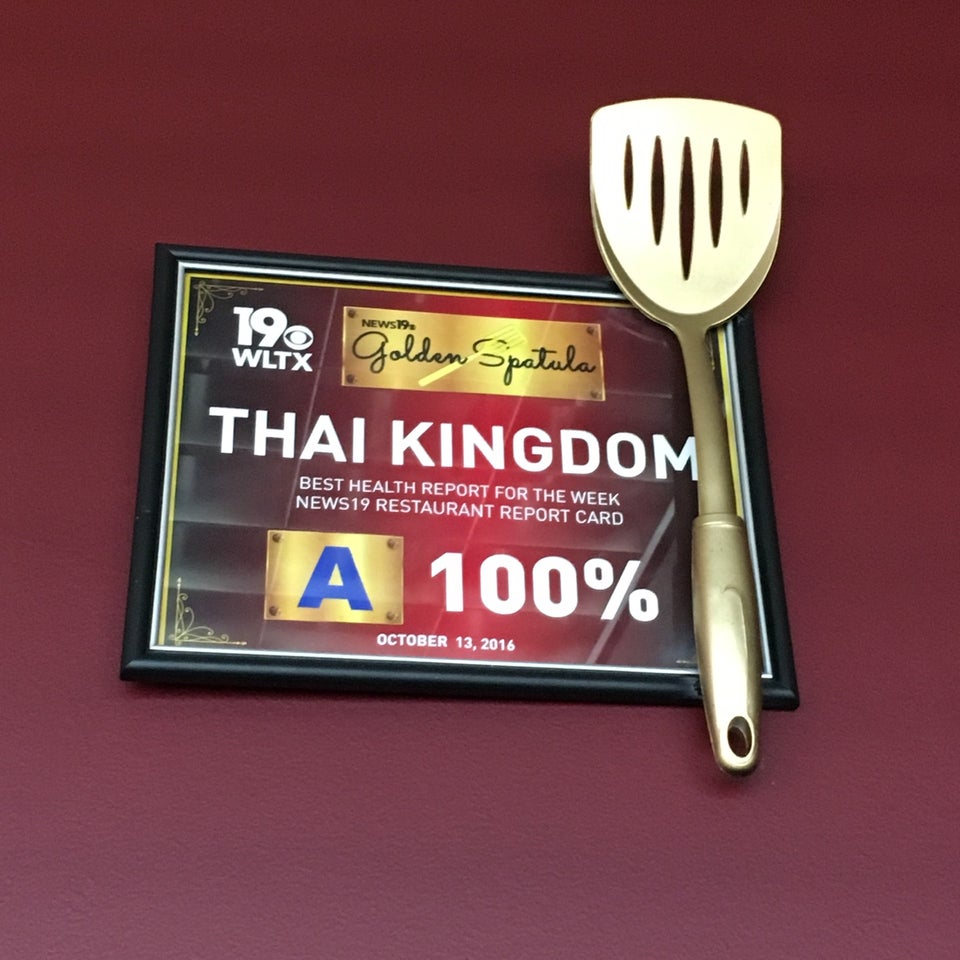 19
WLTX
NEWS19
Golden Spatula
THAI KINGDOM
BEST HEALTH REPORT FOR THE WEEK
NEWS19 RESTAURANT REPORT CARD
A 100%
OCTOBER 13, 2016